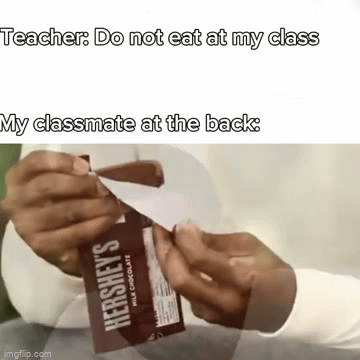 Teacher: Do not eat at my class
My classmate at the back:
HERSHEY'S
MILK CHOCOLATE
imgflip.com